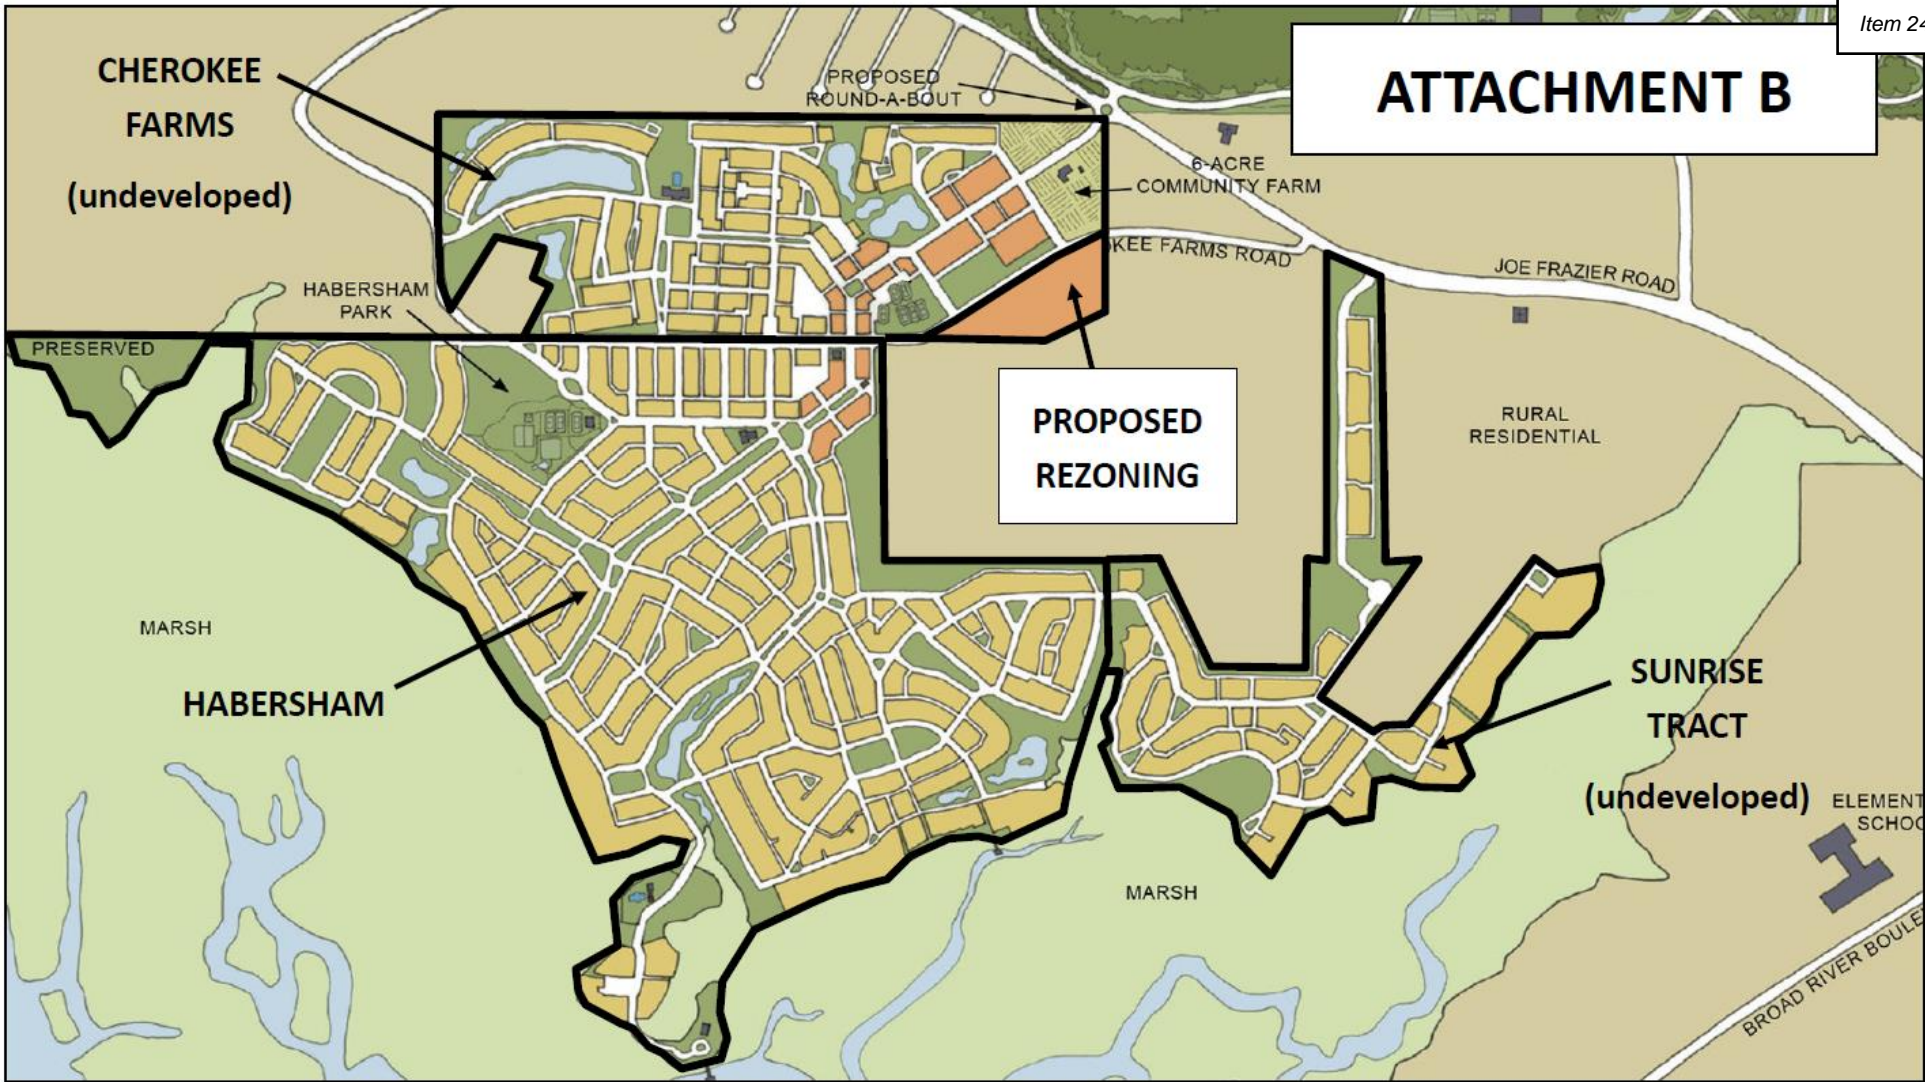 Item 24
ATTACHMENT B
CHEROKEE
FARMS
(undeveloped)
PROPOSED
ROUND-A-BOUT
6-ACRE
COMMUNITY FARM
KEE FARMS ROAD
JOE FRAZIER ROAD
HABERSHAM
PARK
PRESERVED
PROPOSED
REZONING
RURAL
RESIDENTIAL
MARSH
HABERSHAM
SUNRISE
TRACT
(undeveloped)
ELEMENT
SCHOO
MARSH
BROAD RIVER BOULE